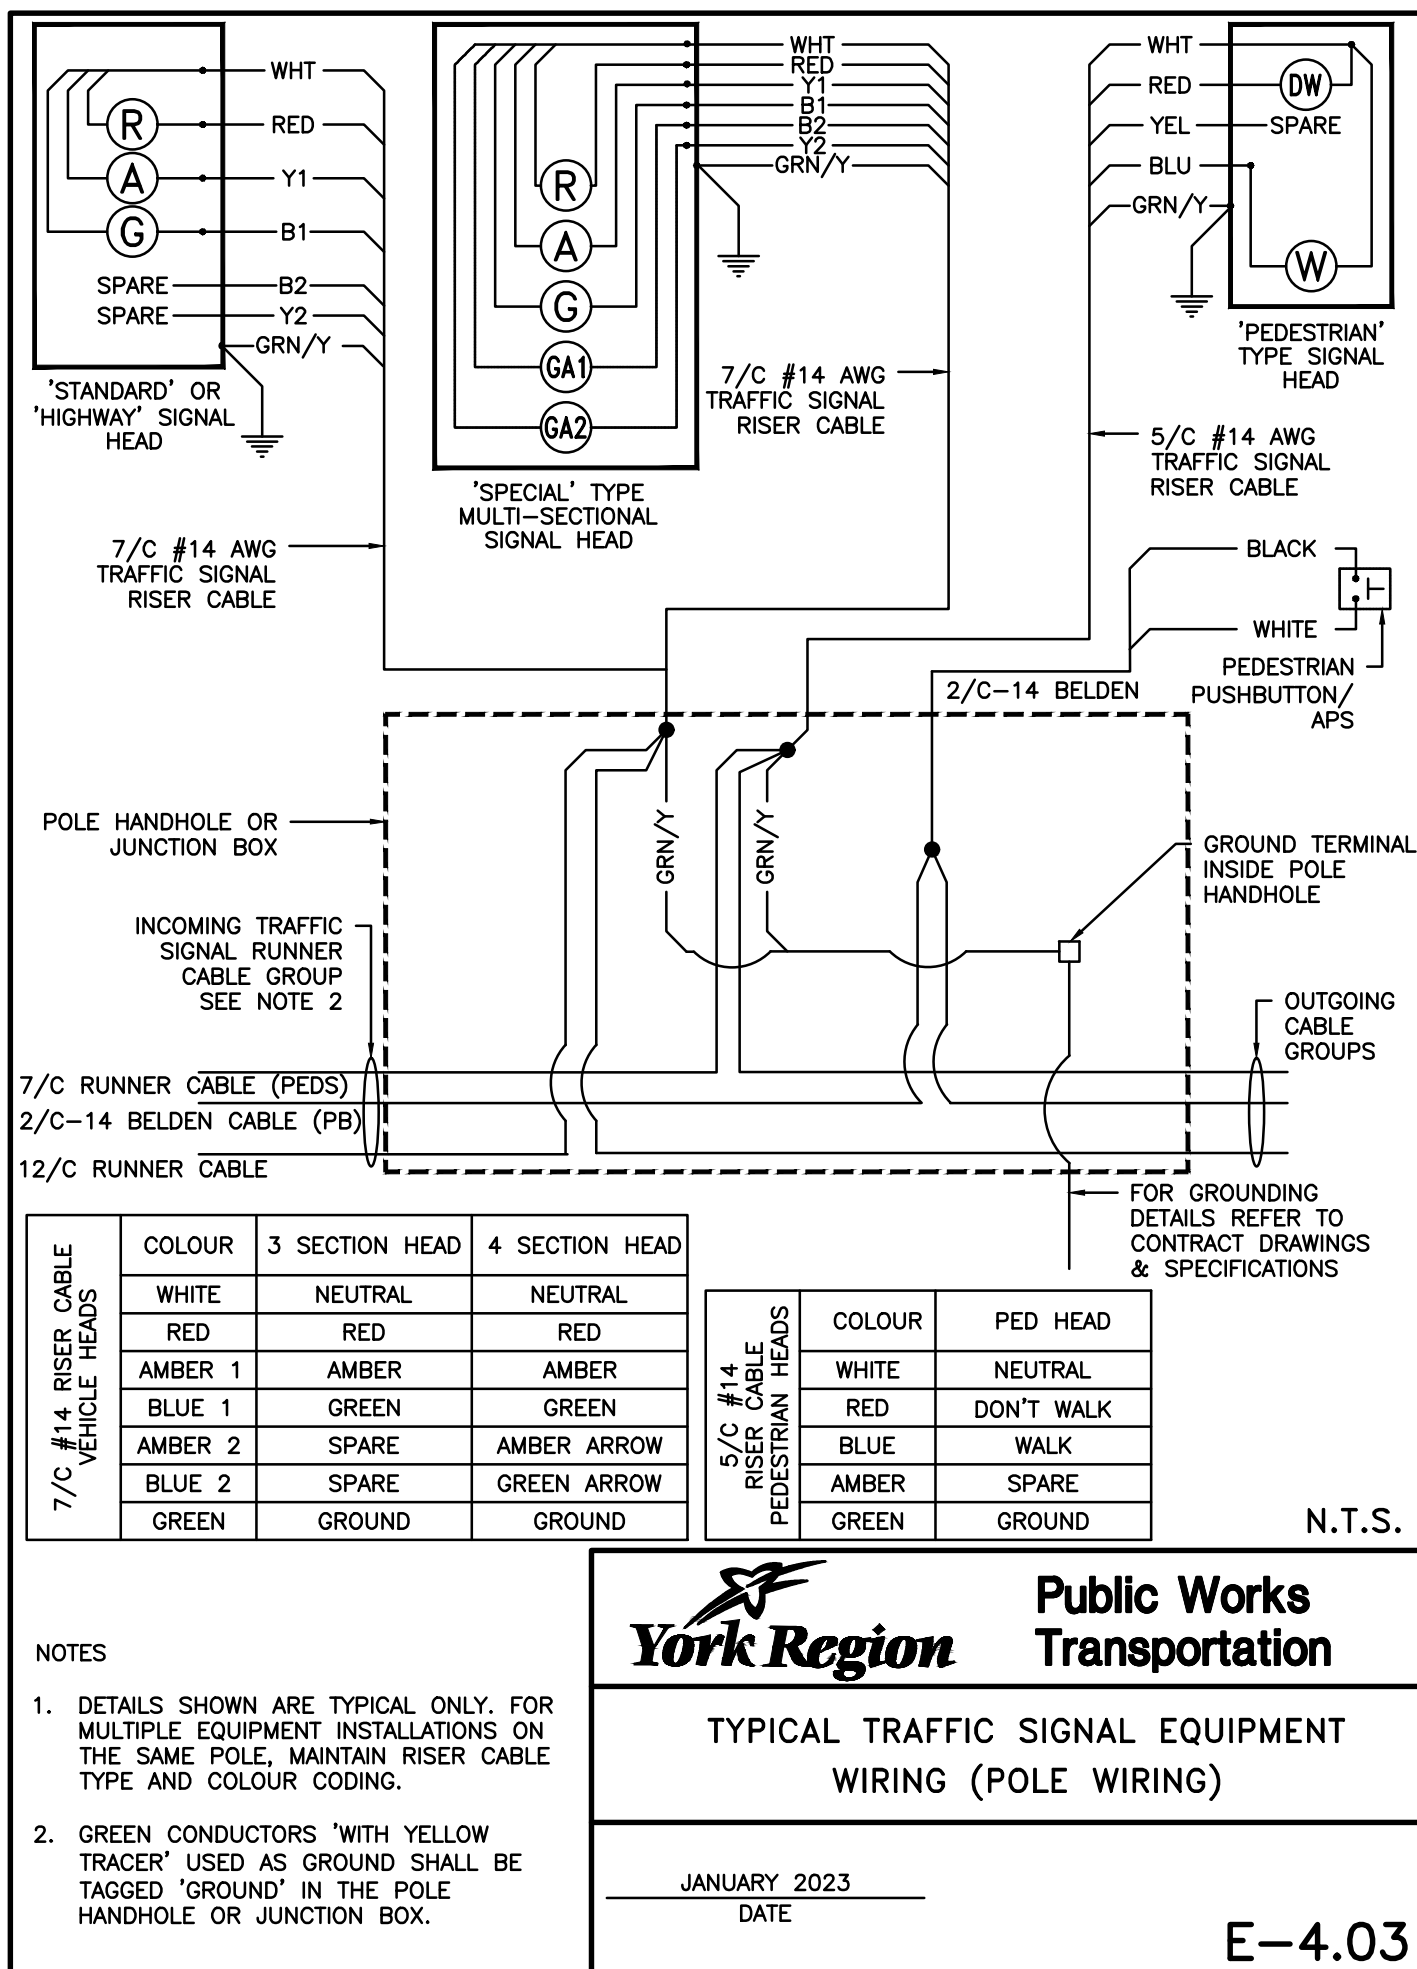 WHT
RED
Y1
B1
B2
Y2
GRN/Y
R
A
G
SPARE
SPARE
'STANDARD' OR
'HIGHWAY' SIGNAL
HEAD
7/C #14 AWG
TRAFFIC SIGNAL
RISER CABLE
WHT
RED
Y1
B1
B2
Y2
GRN/Y
R
A
G
GA1
GA2
'SPECIAL' TYPE
MULTI-SECTIONAL
SIGNAL HEAD
7/C #14 AWG
TRAFFIC SIGNAL
RISER CABLE
WHT
RED
YEL
BLU
GRN/Y
DW
SPARE
W
'PEDESTRIAN'
TYPE SIGNAL
HEAD
5/C #14 AWG
TRAFFIC SIGNAL
RISER CABLE
BLACK
WHITE
PEDESTRIAN
PUSHBUTTON/
APS
2/C-14 BELDEN
POLE HANDHOLE OR
JUNCTION BOX
GRN/Y
GRN/Y
GROUND TERMINAL
INSIDE POLE
HANDHOLE
INCOMING TRAFFIC
SIGNAL RUNNER
CABLE GROUP
SEE NOTE 2
OUTGOING
CABLE
GROUPS
7/C RUNNER CABLE (PEDS)
2/C-14 BELDEN CABLE (PB)
12/C RUNNER CABLE
FOR GROUNDING
DETAILS REFER TO
CONTRACT DRAWINGS
& SPECIFICATIONS
7/C #14 RISER CABLE
VEHICLE HEADS
COLOUR 3 SECTION HEAD 4 SECTION HEAD
WHITE NEUTRAL NEUTRAL
RED RED RED
AMBER 1 AMBER AMBER
BLUE 1 GREEN GREEN
AMBER 2 SPARE AMBER ARROW
BLUE 2 SPARE GREEN ARROW
GREEN GROUND GROUND
5/C #14
RISER CABLE
PEDESTRIAN HEADS
COLOUR PED HEAD
WHITE NEUTRAL
RED DON'T WALK
BLUE WALK
AMBER SPARE
GREEN GROUND
N.T.S.
NOTES
1. DETAILS SHOWN ARE TYPICAL ONLY. FOR
MULTIPLE EQUIPMENT INSTALLATIONS ON
THE SAME POLE, MAINTAIN RISER CABLE
TYPE AND COLOUR CODING.
2. GREEN CONDUCTORS 'WITH YELLOW
TRACER' USED AS GROUND SHALL BE
TAGGED 'GROUND' IN THE POLE
HANDHOLE OR JUNCTION BOX.
York Region
Public Works
Transportation
TYPICAL TRAFFIC SIGNAL EQUIPMENT
WIRING (POLE WIRING)
JANUARY 2023
DATE
E-4.03